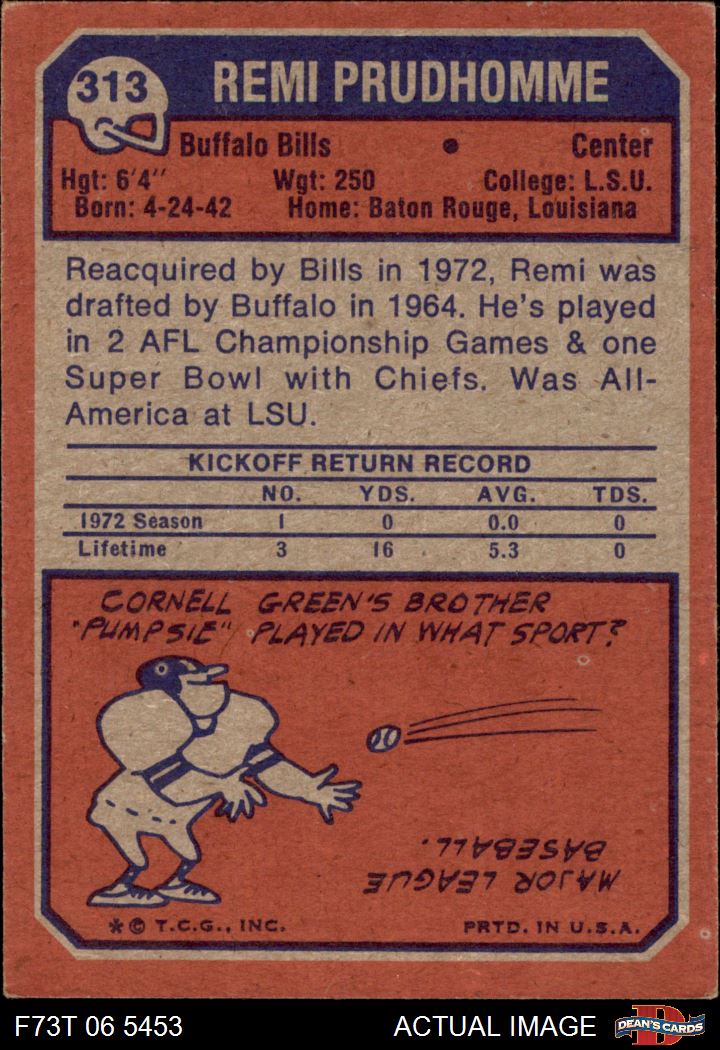 313
REMI PRUDHOMME
Buffalo Bills • Center
Hgt: 6'4" Wgt: 250 College: L.S.U.
Born: 4-24-42 Home: Baton Rouge, Louisiana
Reacquired by Bills in 1972, Remi was
drafted by Buffalo in 1964. He's played
in 2 AFL Championship Games & one
Super Bowl with Chiefs. Was All-
America at LSU.
KICKOFF RETURN RECORD
NO. YDS. AVG. TDS.
1972 Season 1 0 0.0 0
Lifetime 3 16 5.3 0
CORNELL GREEN'S BROTHER
"PUMPSIE" PLAYED IN WHAT SPORT?
MAJOR LEAGUE
BASEBALL.
* © T.C.G., INC. PRTD. IN U.S.A.
F73T 06 5453 ACTUAL IMAGE
D
DEAN'S CARDS